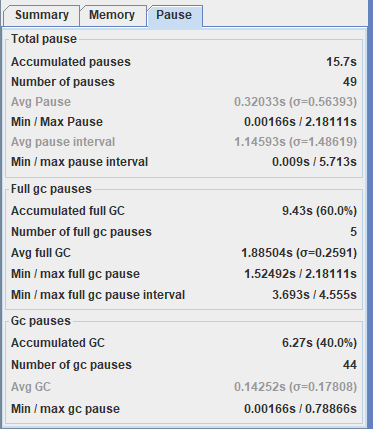 Summary Memory Pause
Total pause
Accumulated pauses 15.7s
Number of pauses 49
Avg Pause 0.32033s (σ=0.56393)
Min / Max Pause 0.00166s / 2.18111s
Avg pause interval 1.14593s (σ=1.48619)
Min / max pause interval 0.009s / 5.713s
Full gc pauses
Accumulated full GC 9.43s (60.0%)
Number of full gc pauses 5
Avg full GC 1.88504s (σ=0.2591)
Min / max full gc pause 1.52492s / 2.18111s
Min / max full gc pause interval 3.693s / 4.555s
Gc pauses
Accumulated GC 6.27s (40.0%)
Number of gc pauses 44
Avg GC 0.14252s (σ=0.17808)
Min / max gc pause 0.00166s / 0.78866s